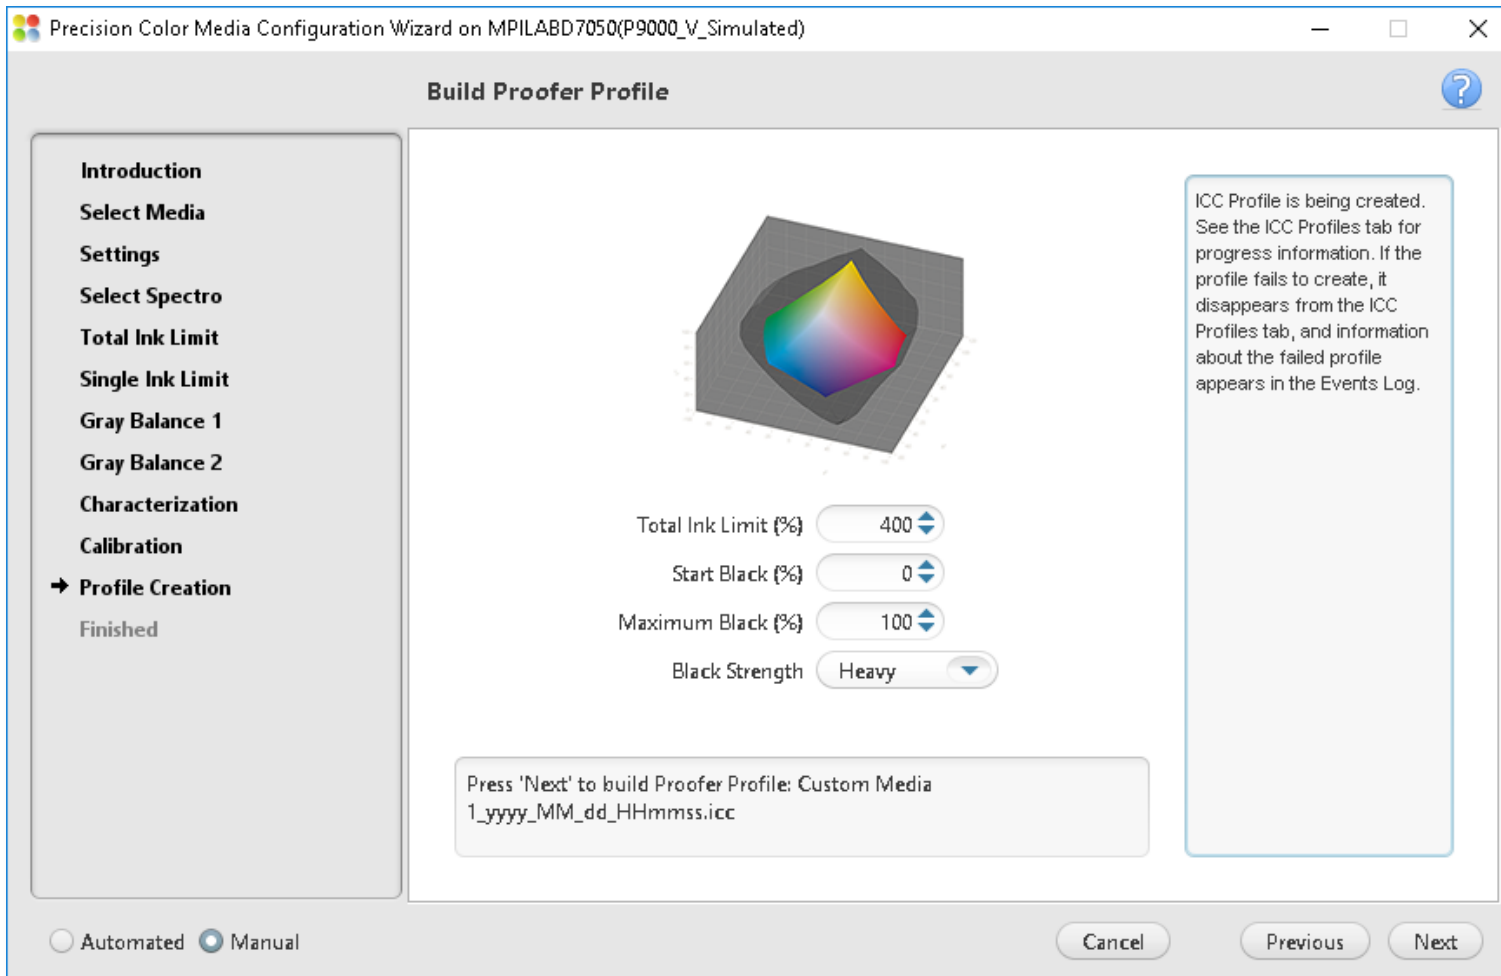 Precision Color Media Configuration Wizard on MPILABD7050(P9000_V_Simulated)
Build Proofer Profile
?
Introduction
Select Media
Settings
Select Spectro
Total Ink Limit
Single Ink Limit
Gray Balance 1
Gray Balance 2
Characterization
Calibration
Profile Creation
Finished
Total Ink Limit (%) 400
Start Black (%) 0
Maximum Black (%) 100
Black Strength Heavy
Press 'Next' to build Proofer Profile: Custom Media
1_yyyy_MM_dd_HHmmss.icc
ICC Profile is being created.
See the ICC Profiles tab for
progress information. If the
profile fails to create, it
disappears from the ICC
Profiles tab, and information
about the failed profile
appears in the Events Log.
Automated Manual
Cancel Previous Next